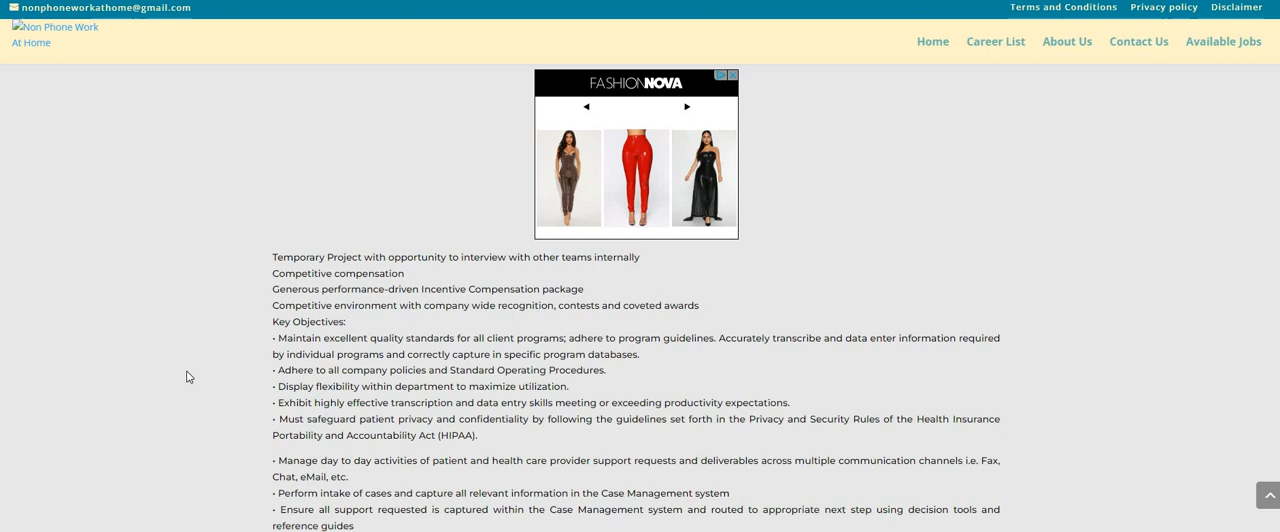 nonphoneworkathome@gmail.com
Terms and Conditions Privacy policy Disclaimer
Non Phone Work
At Home
Home Career List About Us Contact Us Available Jobs
FASHIONNOVA
Temporary Project with opportunity to interview with other teams internally
Competitive compensation
Generous performance-driven Incentive Compensation package
Competitive environment with company wide recognition, contests and coveted awards
Key Objectives:
• Maintain excellent quality standards for all client programs; adhere to program guidelines. Accurately transcribe and data enter information required
by individual programs and correctly capture in specific program databases.
• Adhere to all company policies and Standard Operating Procedures.
• Display flexibility within department to maximize utilization.
• Exhibit highly effective transcription and data entry skills meeting or exceeding productivity expectations.
• Must safeguard patient privacy and confidentiality by following the guidelines set forth in the Privacy and Security Rules of the Health Insurance
Portability and Accountability Act (HIPAA).
• Manage day to day activities of patient and health care provider support requests and deliverables across multiple communication channels i.e. Fax,
Chat, eMail, etc.
• Perform intake of cases and capture all relevant information in the Case Management system
• Ensure all support requested is captured within the Case Management system and routed to appropriate next step using decision tools and
reference guides